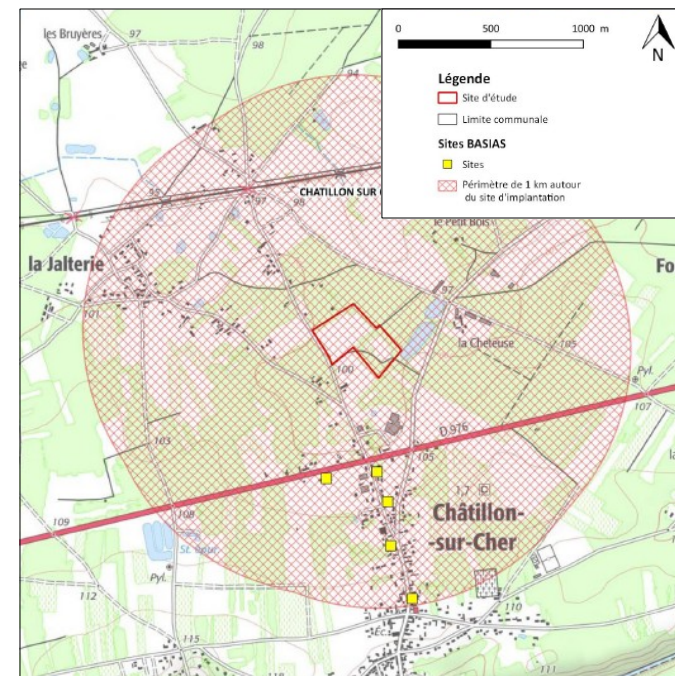 les Bruyères
97
98
94
0
500
1000 m
N
Légende
Site d'étude
Limite communale
Sites BASIAS
Sites
Périmètre de 1 km autour
du site d'implantation
CHATILLON SUR
95
97
98
le Petit Bois
la Jalterie
Fo
97
101
la Cheteuse
105
100
Pyl.
107
D 976
103
105
1,7 C
108
Châtillon-
-sur-Cher
109
St. épur.
Pyl.
112
110
115
111